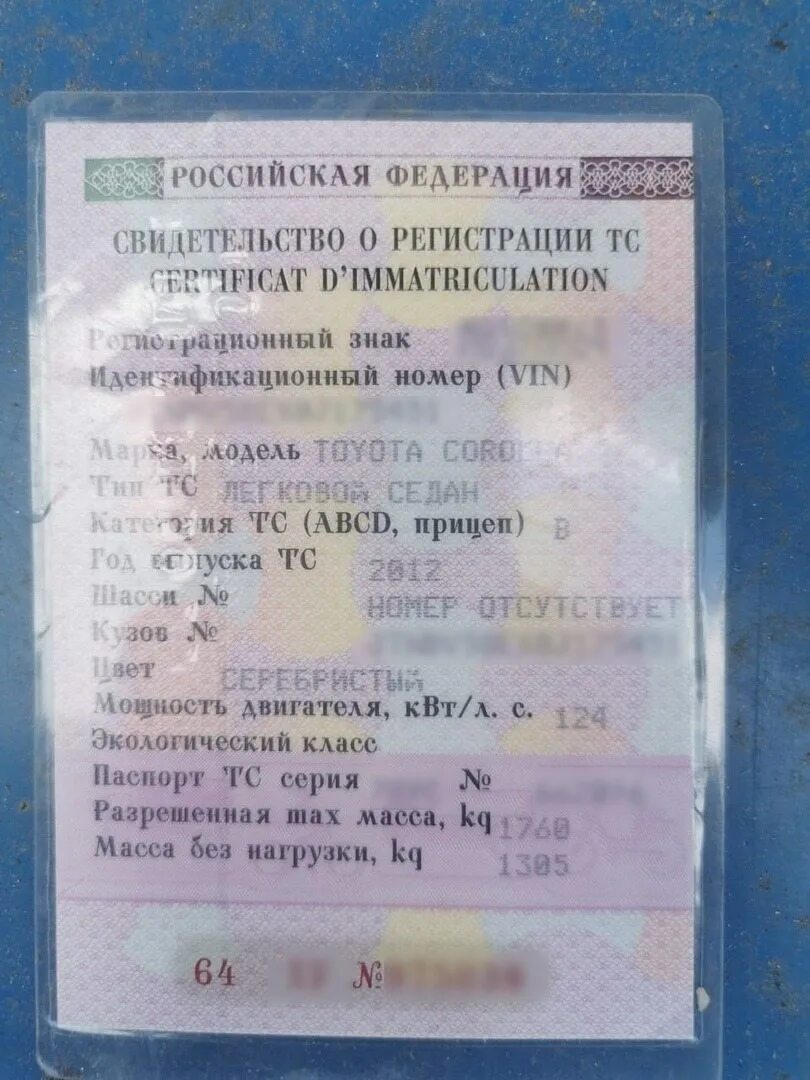 РОССИЙСКАЯ ФЕДЕРАЦИЯ
СВИДЕТЕЛЬСТВО О РЕГИСТРАЦИИ ТС
CERTIFICAT D'IMMATRICULATION
Регистрационный знак
Идентификационный номер (VIN)
Марка, модель TOYOTA COROLLA
Тип ТС ЛЕГКОВОЙ СЕДАН
Категория ТС (ABCD, прицеп) B
Год выпуска ТС 2012
Шасси № НОМЕР ОТСУТСТВУЕТ
Кузов №
Цвет СЕРЕБРИСТЫЙ
Мощность двигателя, кВт/л. с. 124
Экологический класс
Паспорт ТС серия №
Разрешенная max масса, kg 1760
Масса без нагрузки, kg 1305
64 №